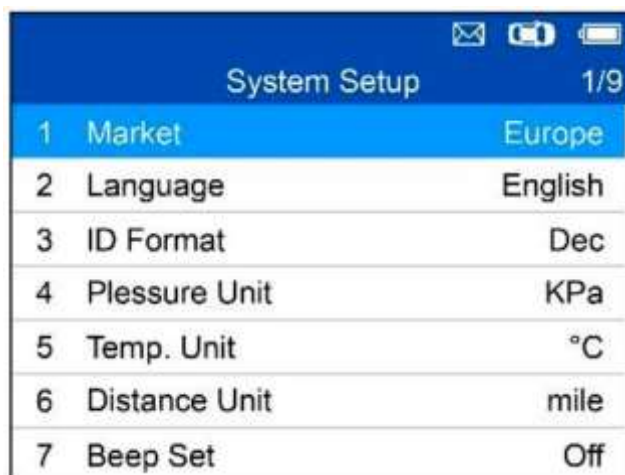 System Setup 1/9
1 Market Europe
2 Language English
3 ID Format Dec
4 Plessure Unit KPa
5 Temp. Unit °C
6 Distance Unit mile
7 Beep Set Off